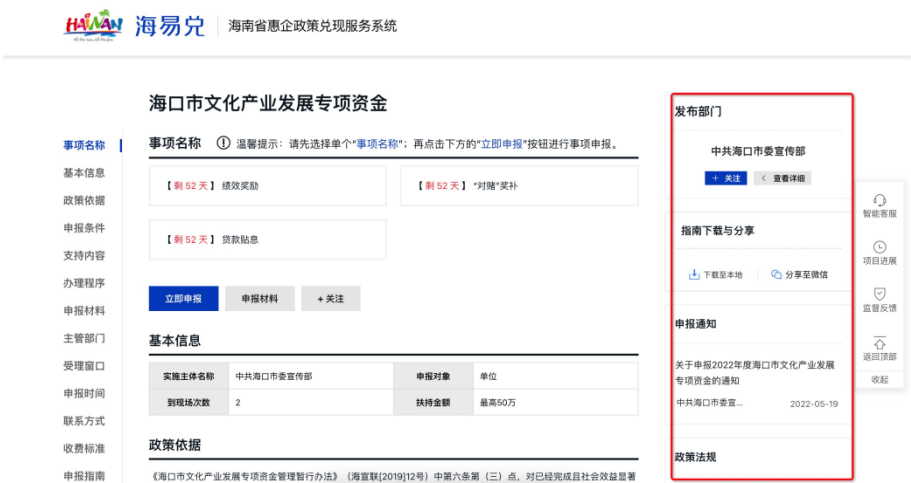 HAINAN
海易兑
海南省惠企政策兑现服务系统
海口市文化产业发展专项资金
事项名称
基本信息
政策依据
申报条件
支持内容
办理程序
申报材料
主管部门
受理窗口
申报时间
联系方式
收费标准
申报指南
事项名称 温馨提示：请先选择单个“事项名称”；再点击下方的“立即申报”按钮进行事项申报。
【剩 52 天】 绩效奖励
【剩 52 天】 “对赌”奖补
【剩 52 天】 贷款贴息
立即申报 申报材料 + 关注
基本信息
实施主体名称 中共海口市委宣传部 申报对象 单位
到现场次数 2 扶持金额 最高50万
政策依据
《海口市文化产业发展专项资金管理暂行办法》（海宣联[2019]12号）中第六条第（三）点，对已经完成且社会效益显著
发布部门
中共海口市委宣传部
+ 关注 < 查看详细
指南下载与分享
下载至本地 分享至微信
申报通知
关于申报2022年度海口市文化产业发展
专项资金的通知
中共海口市委宣... 2022-05-19
政策法规
智能客服
项目进展
监督反馈
返回顶部
收起